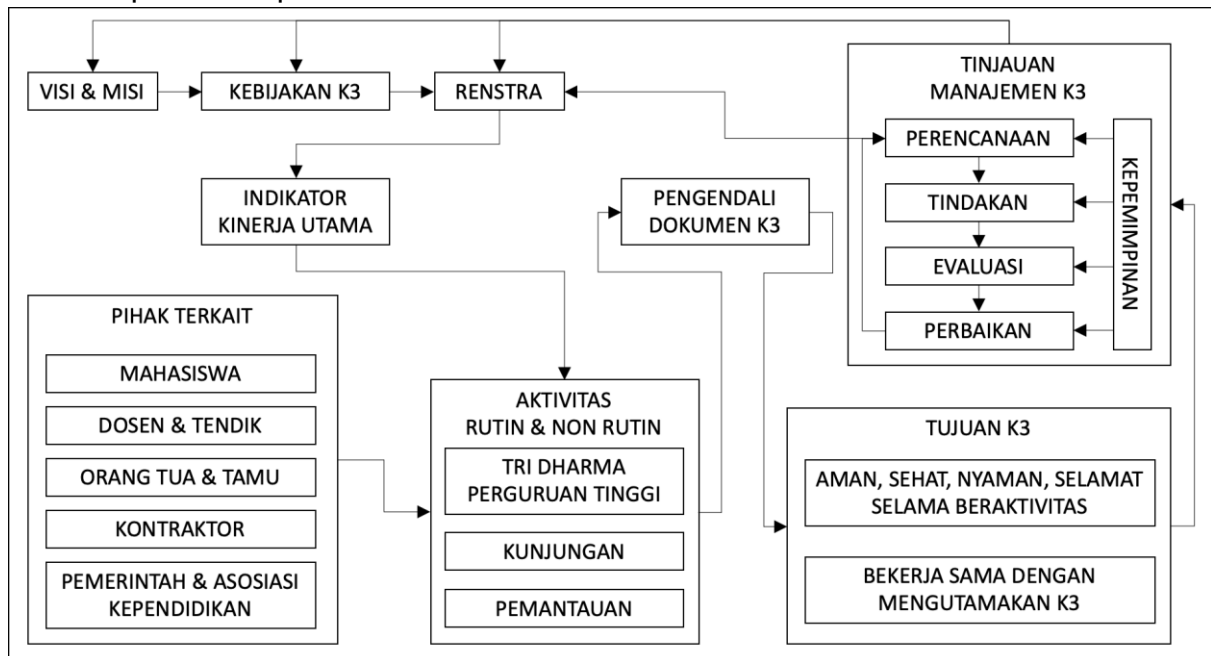 VISI & MISI
KEBIJAKAN K3
RENSTRA
TINJAUAN
MANAJEMEN K3
PERENCANAAN
TINDAKAN
EVALUASI
PERBAIKAN
KEPEMIMPINAN
INDIKATOR
KINERJA UTAMA
PENGENDALI
DOKUMEN K3
PIHAK TERKAIT
MAHASISWA
DOSEN & TENDIK
ORANG TUA & TAMU
KONTRAKTOR
PEMERINTAH & ASOSIASI
KEPENDIDIKAN
AKTIVITAS
RUTIN & NON RUTIN
TRI DHARMA
PERGURUAN TINGGI
KUNJUNGAN
PEMANTAUAN
TUJUAN K3
AMAN, SEHAT, NYAMAN, SELAMAT
SELAMA BERAKTIVITAS
BEKERJA SAMA DENGAN
MENGUTAMAKAN K3